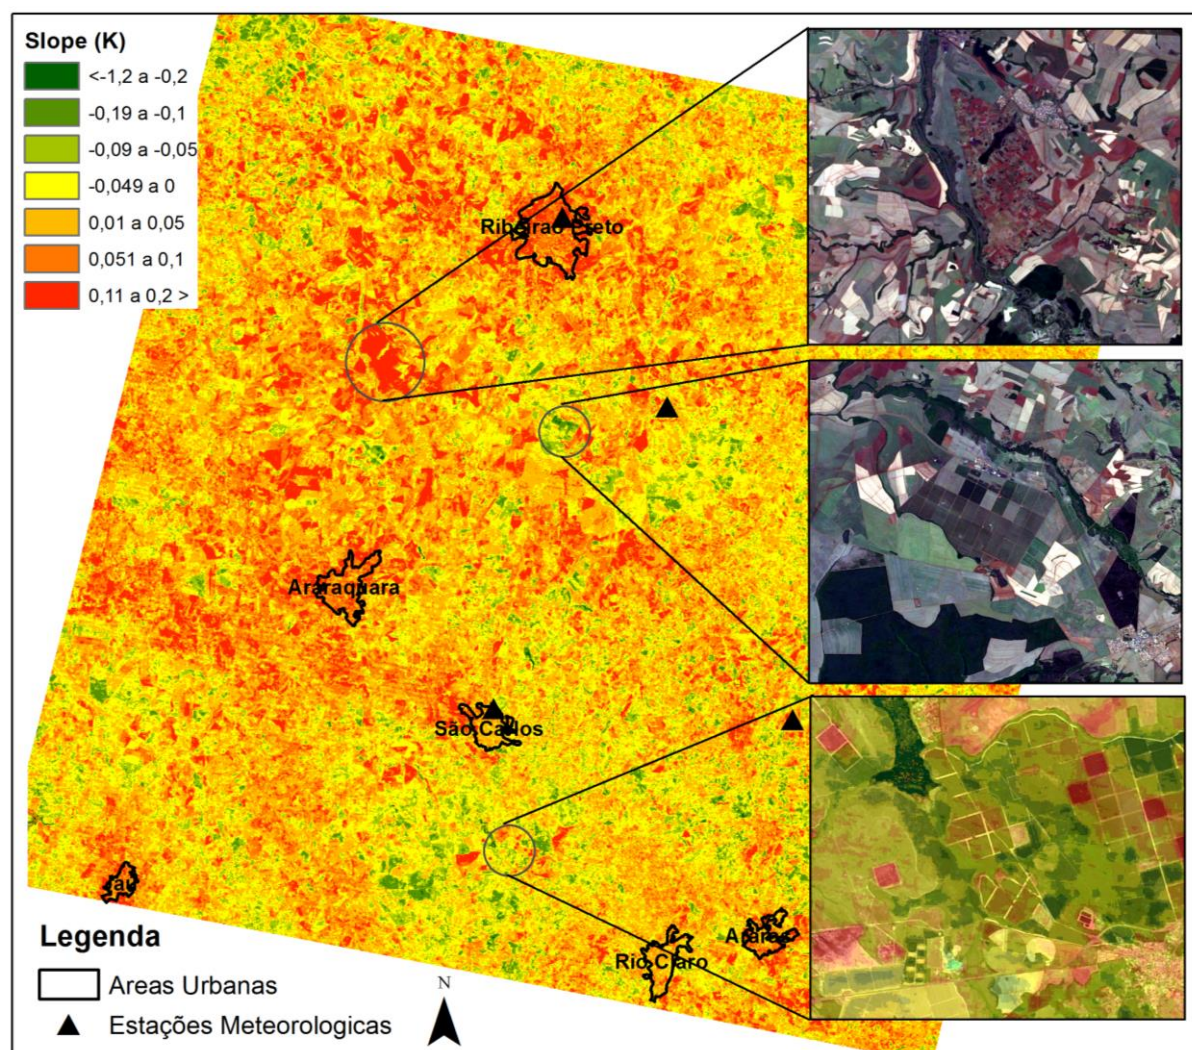 Slope (K)
<-1,2 a -0,2
-0,19 a -0,1
-0,09 a -0,05
-0,049 a 0
0,01 a 0,05
0,051 a 0,1
0,11 a 0,2 >
Ribeirão Preto
Araraquara
São Carlos
Rio Claro
Legenda
Areas Urbanas
Estações Meteorologicas
N